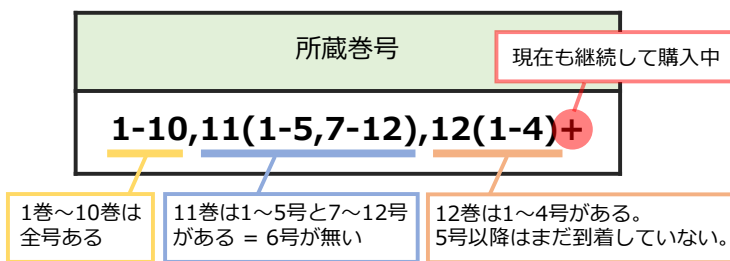 所蔵巻号
現在も継続して購入中
1-10,11(1-5,7-12),12(1-4)+
1巻～10巻は
全号ある
11巻は1～5号と7～12号
がある = 6号が無い
12巻は1～4号がある。
5号以降はまだ到着していない。